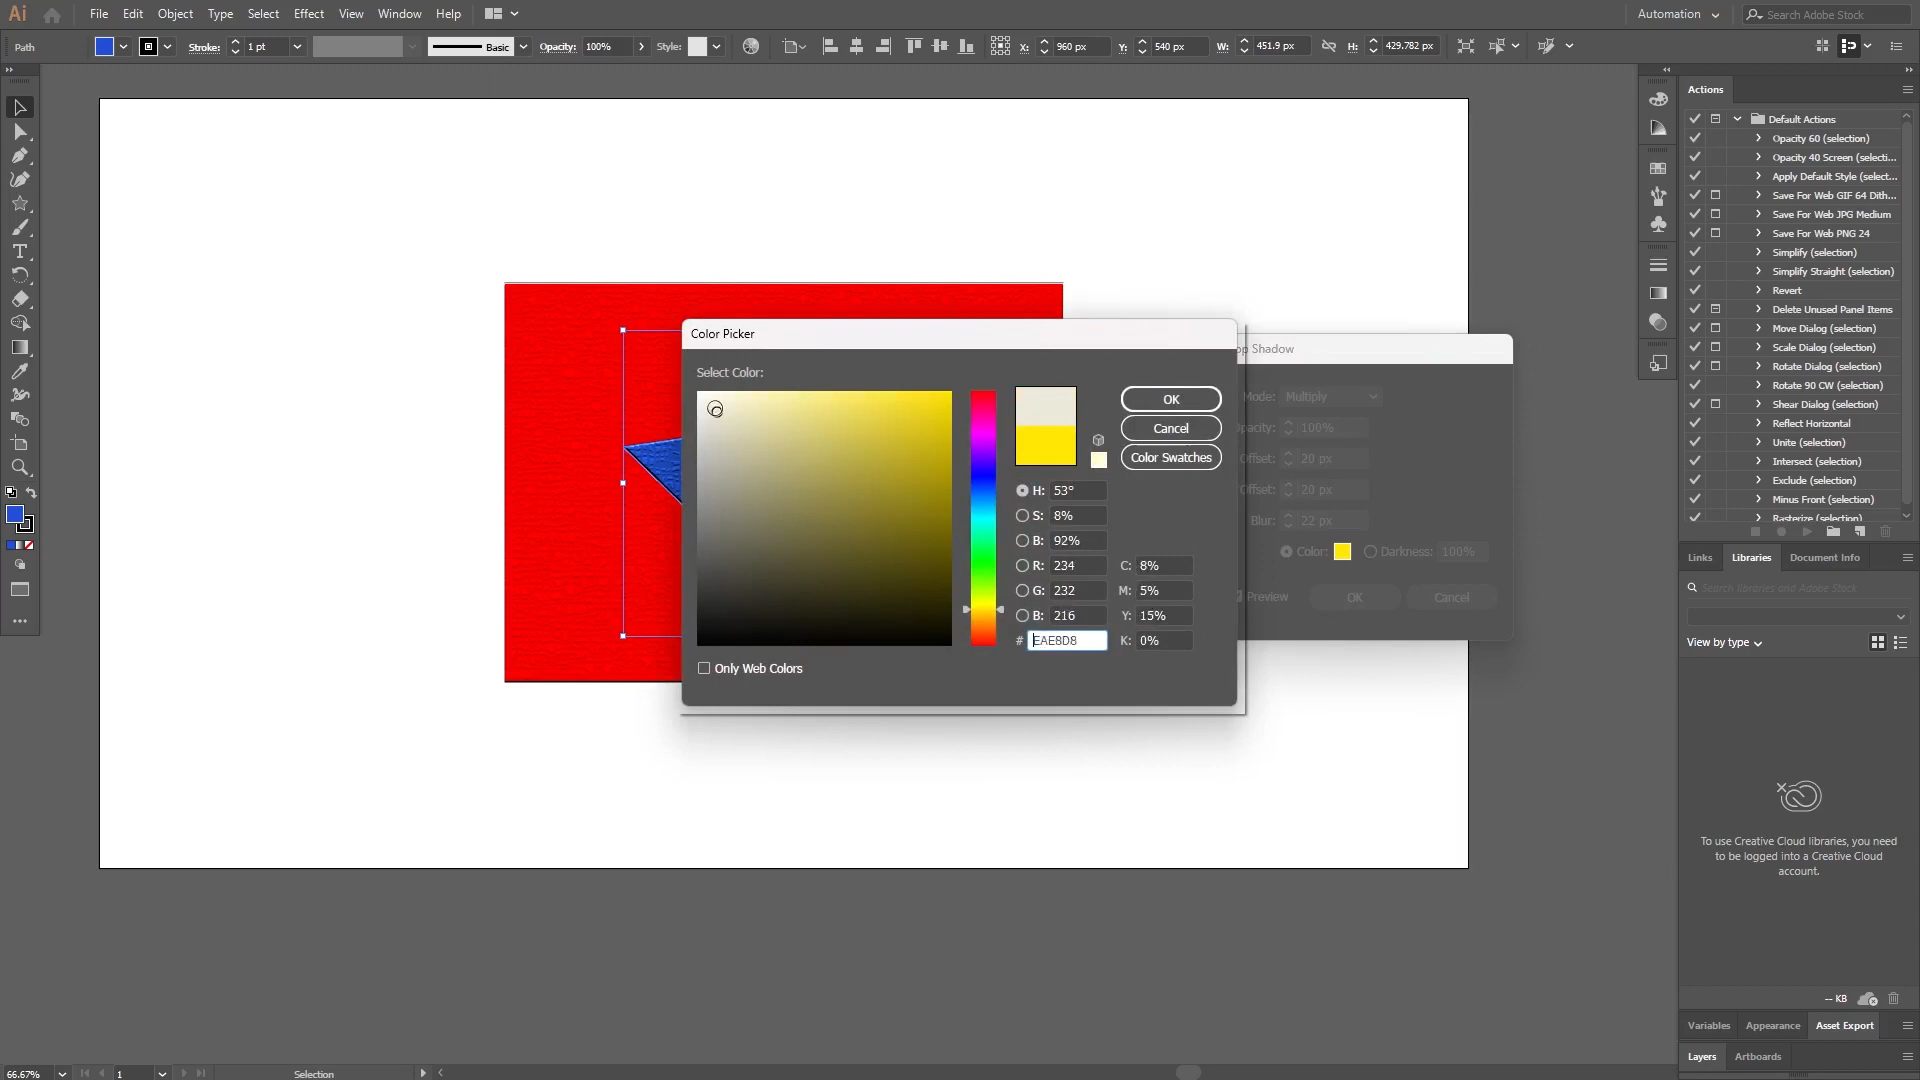 Ai File Edit Object Type Select Effect View Window Help Automation Search Adobe Stock
Path Stroke: 1 pt Basic Opacity: 100% Style: X: 960 px Y: 540 px W: 451.9 px H: 429.782 px
Actions
Default Actions
Opacity 60 (selection)
Opacity 40 Screen (selecti...
Apply Default Style (select...
Save For Web GIF 64 Dith...
Save For Web JPG Medium
Save For Web PNG 24
Simplify (selection)
Simplify Straight (selection)
Revert
Delete Unused Panel Items
Move Dialog (selection)
Scale Dialog (selection)
Rotate Dialog (selection)
Rotate 90 CW (selection)
Shear Dialog (selection)
Reflect Horizontal
Unite (selection)
Intersect (selection)
Exclude (selection)
Minus Front (selection)
Rasterize (selection)
Color Picker
Select Color:
OK
Cancel
Color Swatches
H: 53°
S: 8%
B: 92%
R: 234 C: 8%
G: 232 M: 5%
B: 216 Y: 15%
# EAE8D8 K: 0%
Only Web Colors
op Shadow
Mode: Multiply
pacity: 100%
Offset: 20 px
Offset: 20 px
Blur: 22 px
Color: Darkness: 100%
Preview OK Cancel
Links Libraries Document Info
Search libraries and Adobe Stock
View by type
To use Creative Cloud libraries, you need
to be logged into a Creative Cloud
account.
-- KB
Variables Appearance Asset Export
Layers Artboards
66.67% 1 Selection